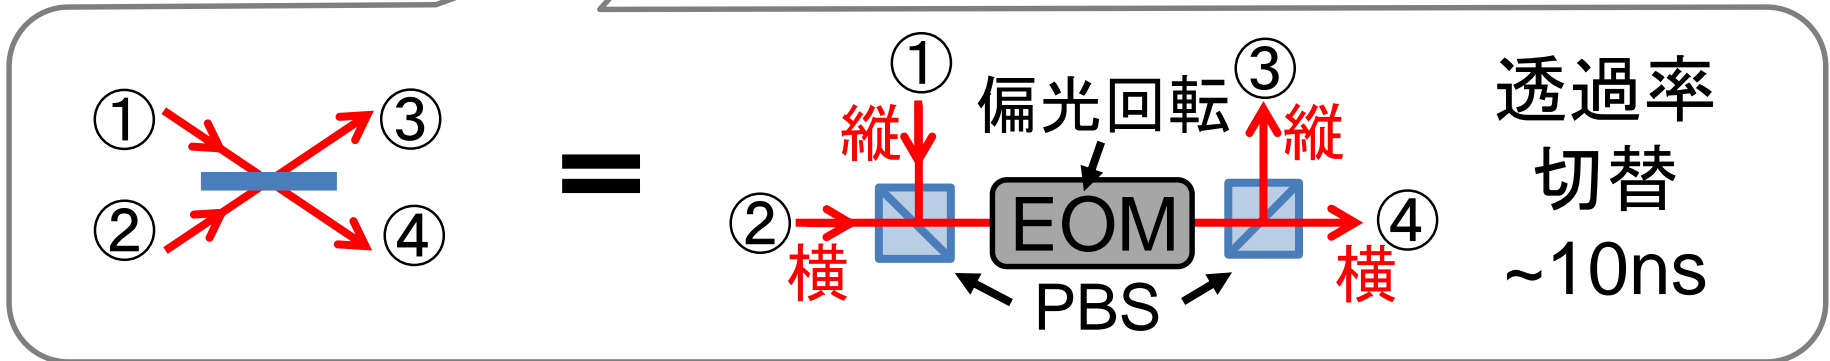 ① ③
② ④
=
① 偏光回転 ③
縦 縦
② EOM ④
横 横
PBS
透過率
切替
~10ns